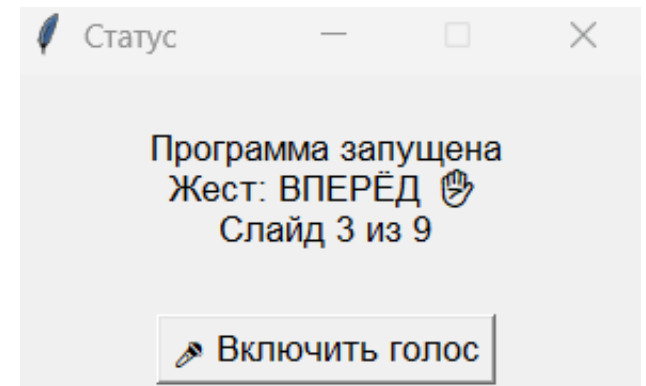 Статус
Программа запущена
Жест: ВПЕРЁД ✋
Слайд 3 из 9
🎤 Включить голос